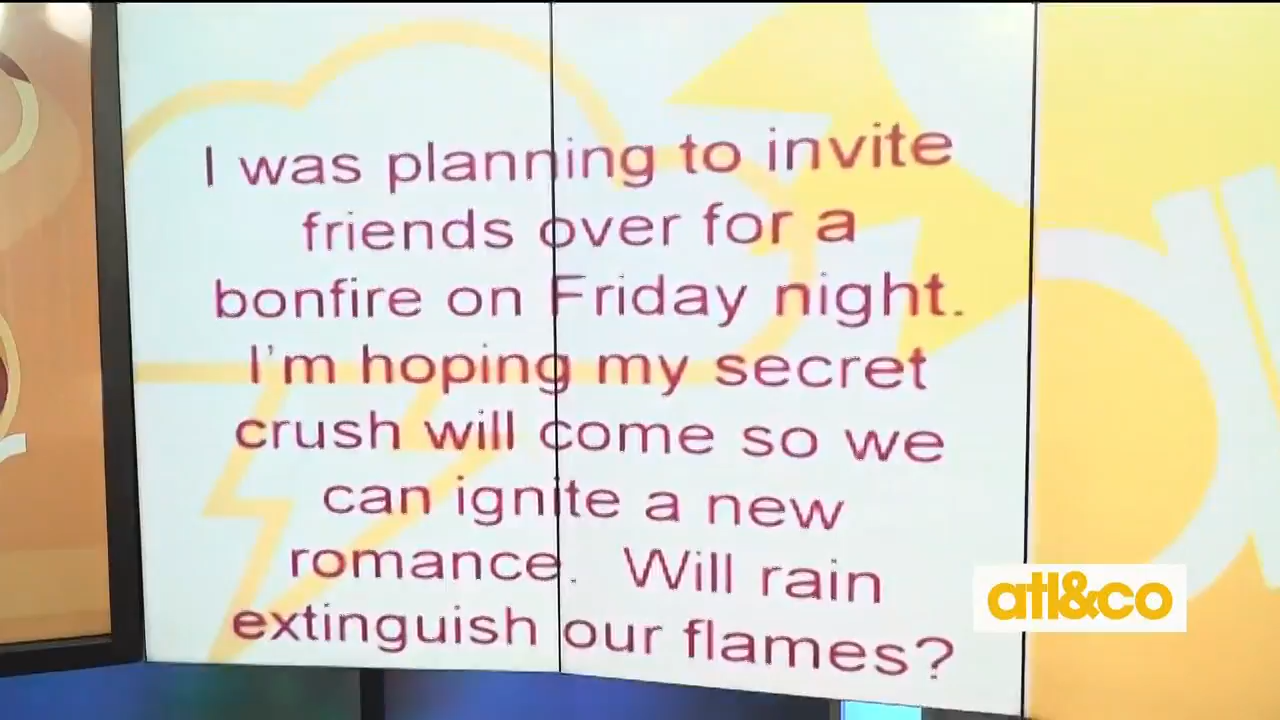 I was planning to invite
friends over for a
bonfire on Friday night.
I'm hoping my secret
crush will come so we
can ignite a new
romance. Will rain
extinguish our flames?
atl&co